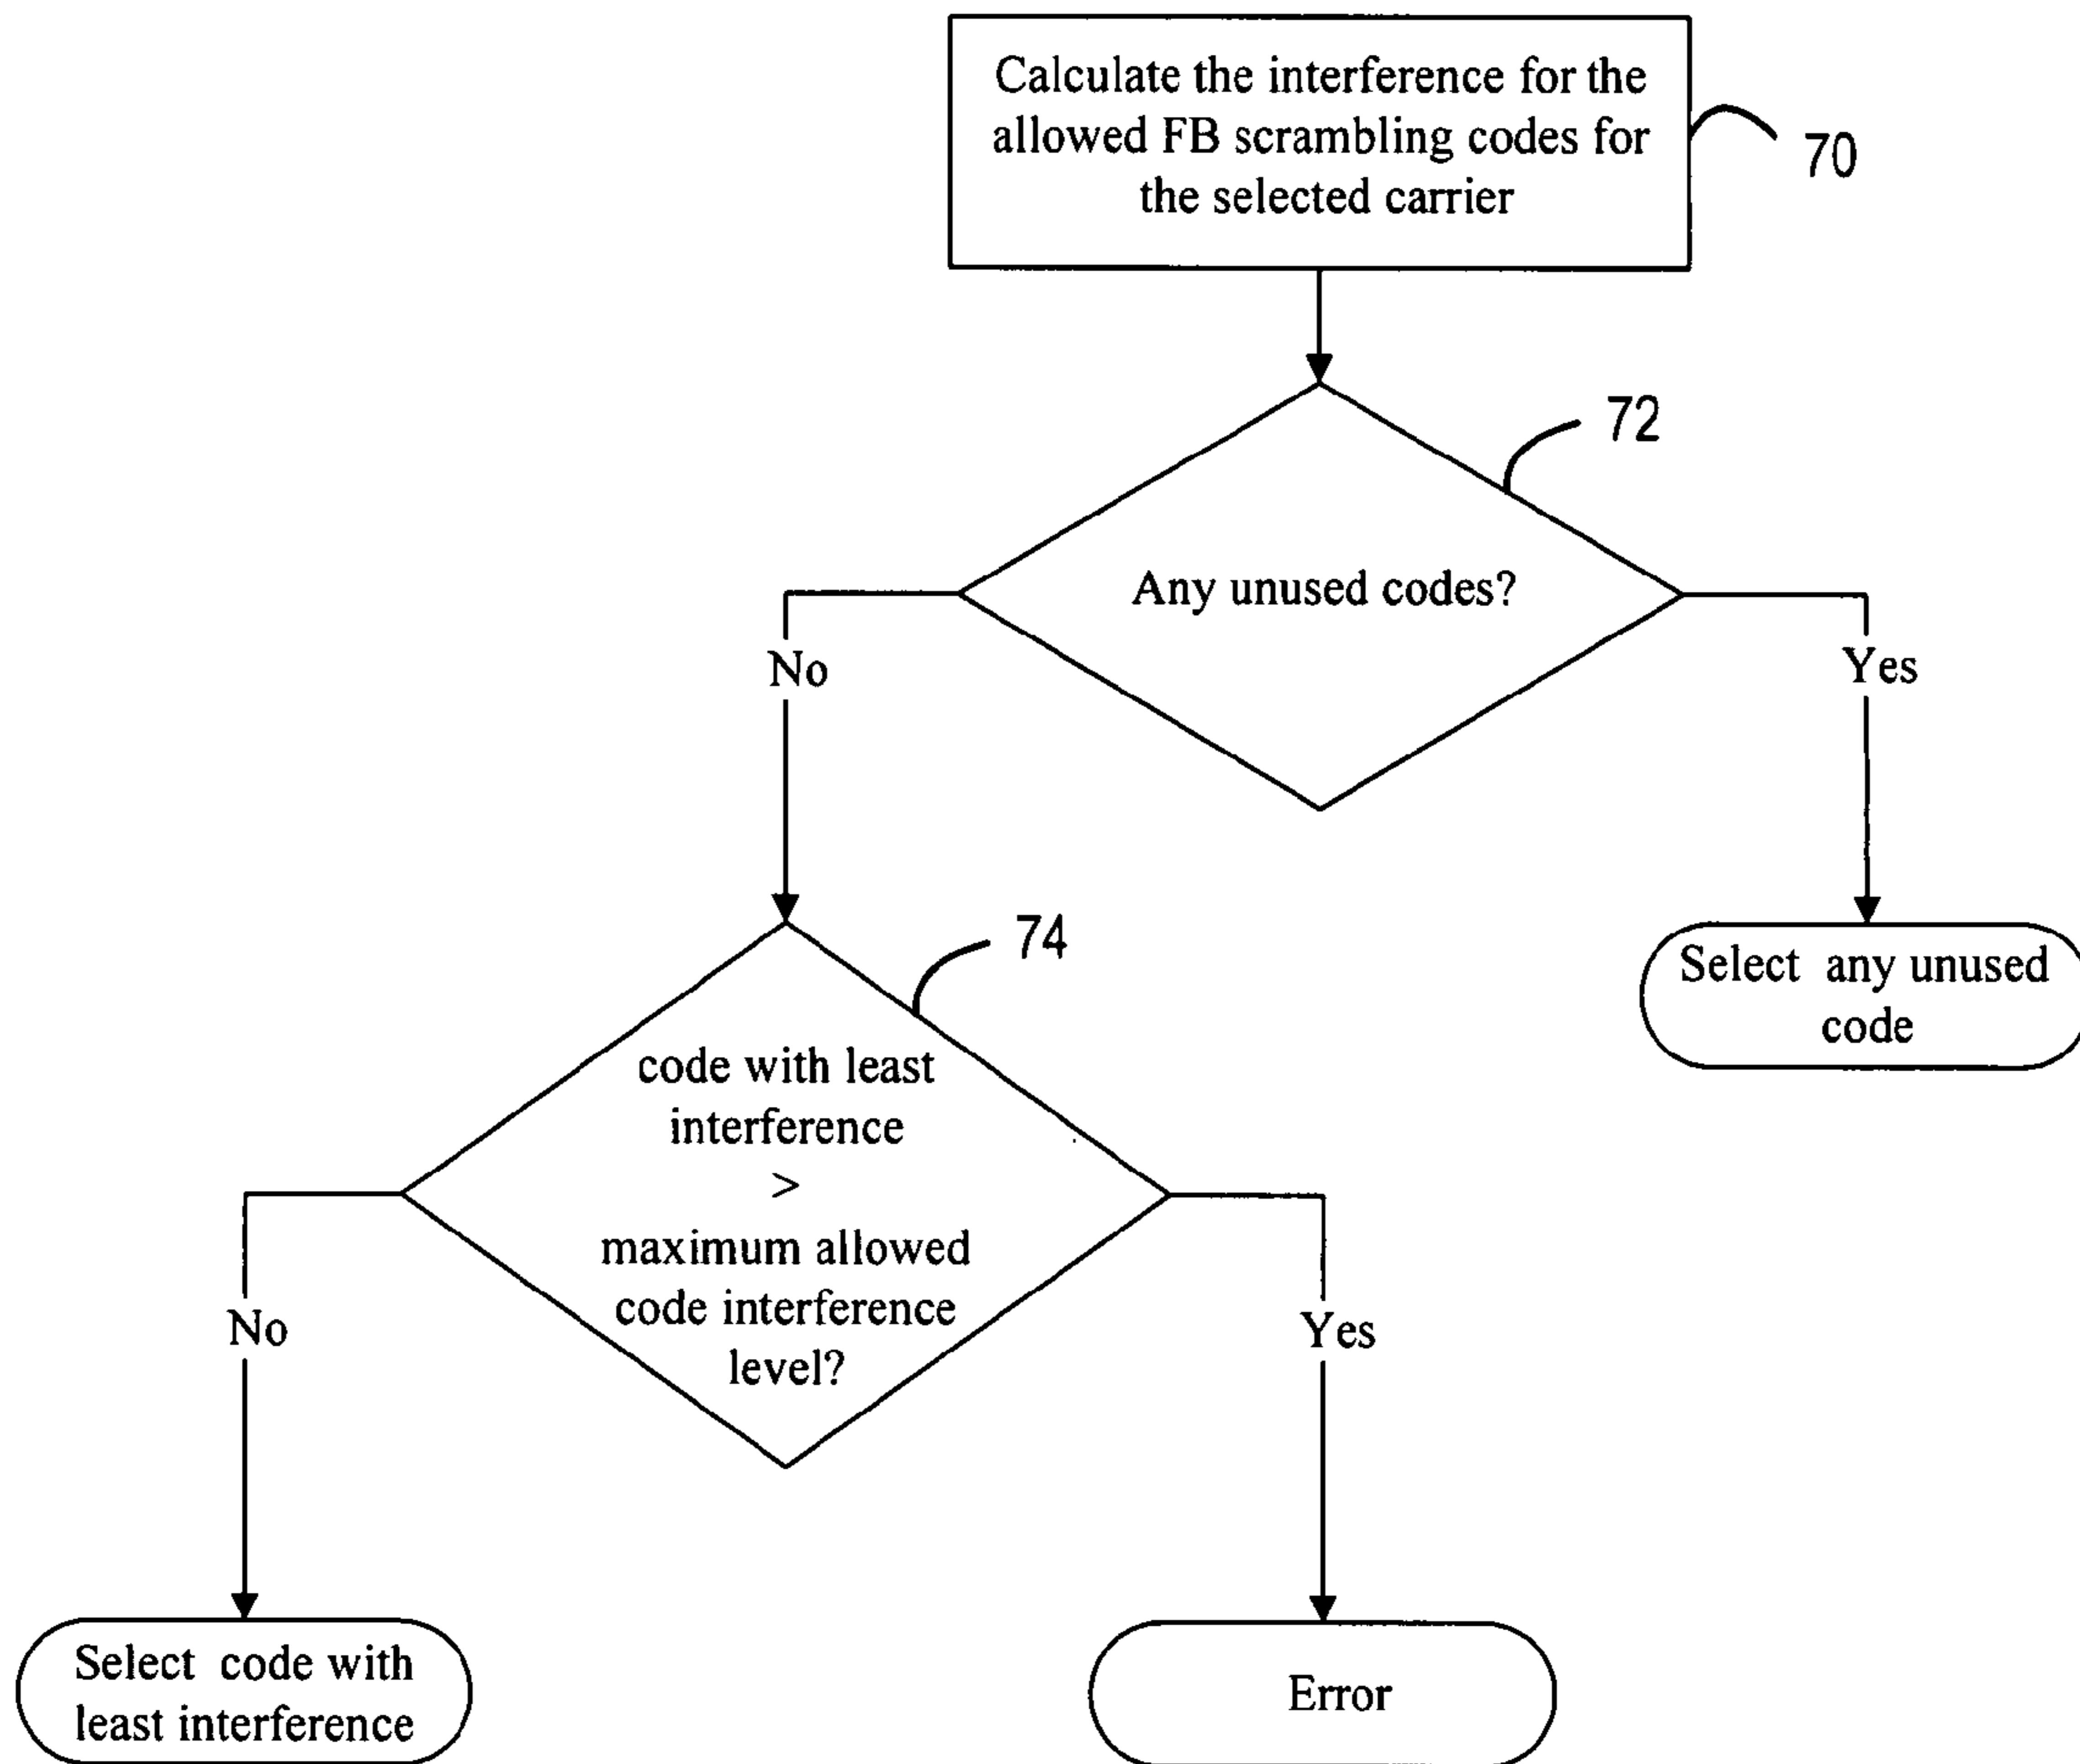 Calculate the interference for the
allowed FB scrambling codes for
the selected carrier
70
72
Any unused codes?
No
Yes
Select any unused
code
74
code with least
interference
>
maximum allowed
code interference
level?
No
Yes
Select code with
least interference
Error